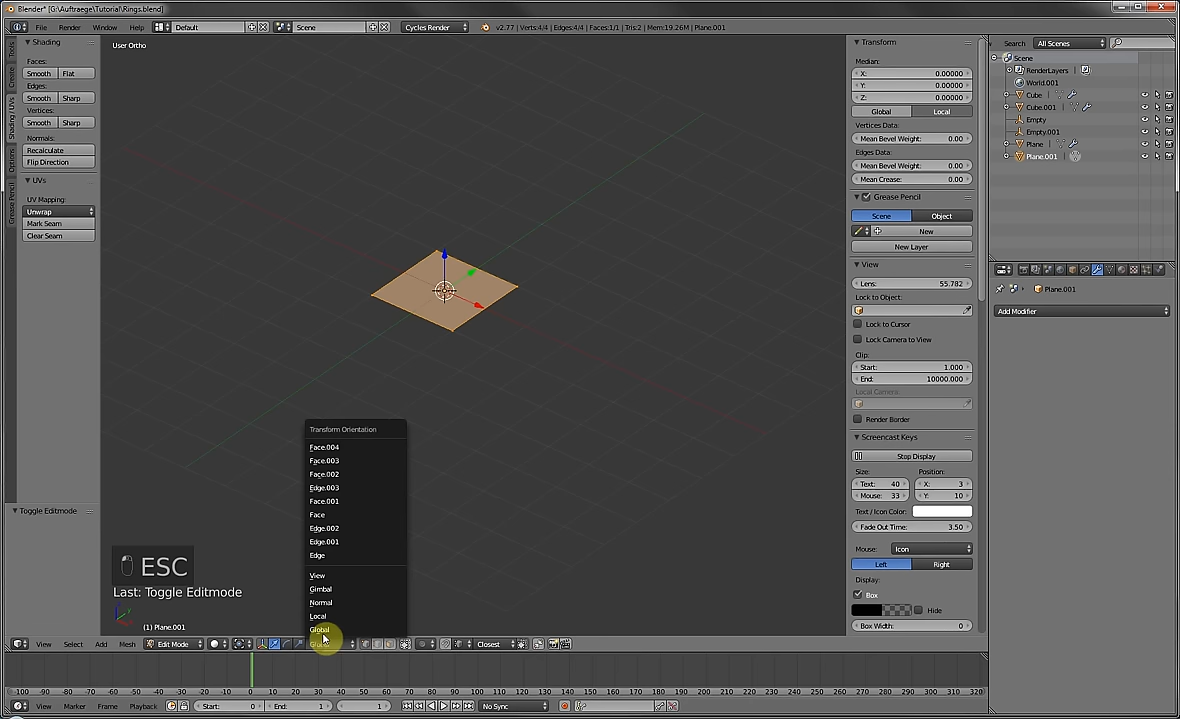 Blender* [G:\Auftraege\Tutorial\Rings.blend]
File Render Window Help Default Scene Cycles Render v2.77 | Verts:4/4 | Edges:4/4 | Faces:1/1 | Tris:2 | Mem:19.26M | Plane.001
Shading
Faces:
Smooth Flat
Edges:
Smooth Sharp
Vertices:
Smooth Sharp
Normals:
Recalculate
Flip Direction
UVs
UV Mapping:
Unwrap
Mark Seam
Clear Seam
Tools
Create
Shading / UVs
Options
Grease Pencil
Toggle Editmode
User Ortho
Transform Orientation
Face.004
Face.003
Face.002
Edge.003
Face.001
Face
Edge.002
Edge.001
Edge
View
Gimbal
Normal
Local
Global
ESC
Last: Toggle Editmode
(1) Plane.001
Transform
Median:
X: 0.00000
Y: 0.00000
Z: 0.00000
Global Local
Vertices Data:
Mean Bevel Weight: 0.00
Edges Data:
Mean Bevel Weight: 0.00
Mean Crease: 0.00
Grease Pencil
Scene Object
New
New Layer
View
Lens: 55.782
Lock to Object:
Lock to Cursor
Lock Camera to View
Clip:
Start: 1.000
End: 10000.000
Local Camera:
Render Border
Screencast Keys
Stop Display
Size: Position:
Text: 40 X: 3
Mouse: 33 Y: 10
Text / Icon Color:
Fade Out Time: 3.50
Mouse: Icon
Left Right
Display:
Box
Hide
Box Width: 0
Search All Scenes
Scene
RenderLayers
World.001
Cube
Cube.001
Empty
Empty.001
Plane
Plane.001
Plane.001
Add Modifier
View Select Add Mesh Edit Mode Closest
-100 -90 -80 -70 -60 -50 -40 -30 -20 -10 0 10 20 30 40 50 60 70 80 90 100 110 120 130 140 150 160 170 180 190 200 210 220 230 240 250 260 270 280 290 300 310 320
View Marker Frame Playback Start: 0 End: 1 1 No Sync